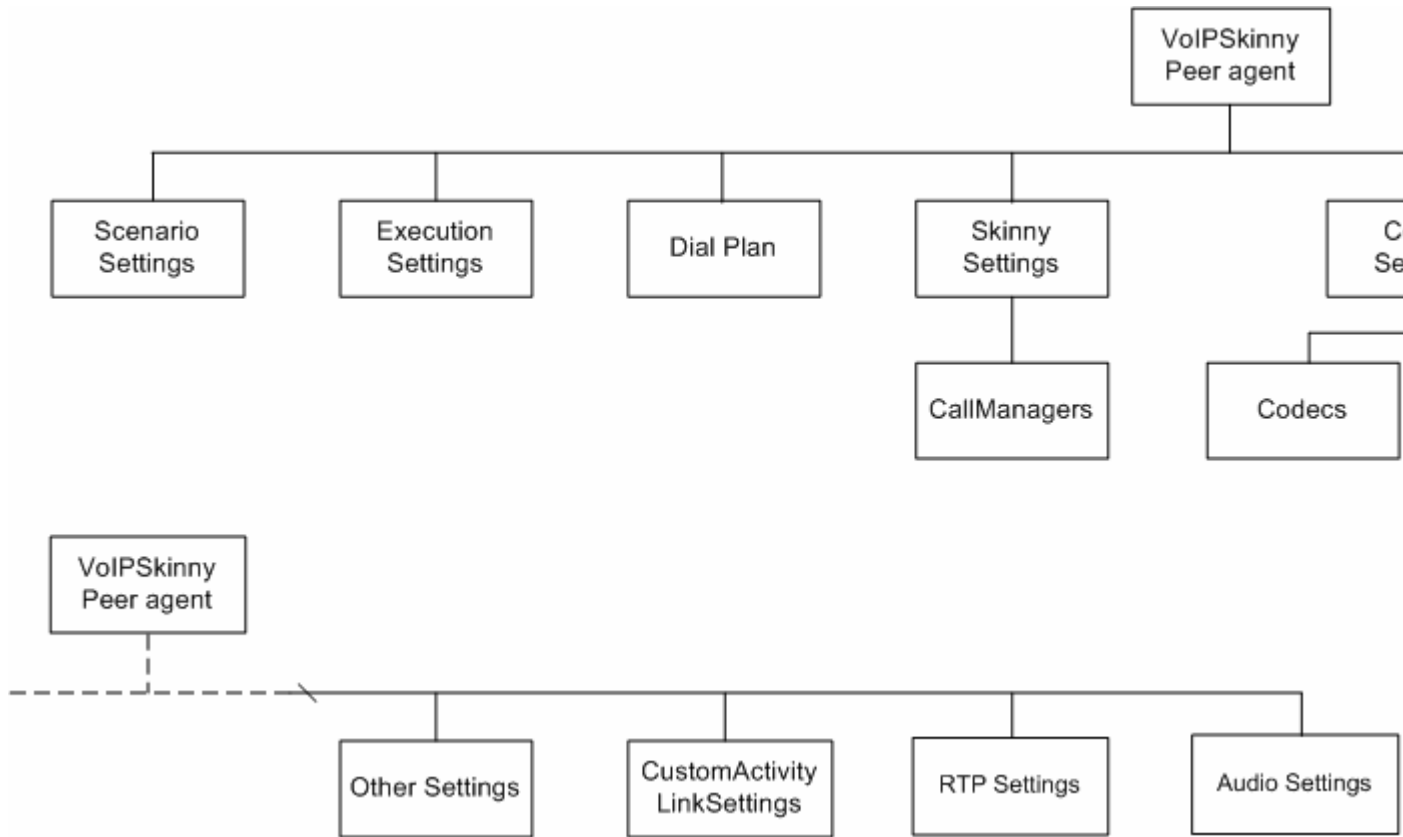 VoIPSkinny
Peer agent
Scenario
Settings
Execution
Settings
Dial Plan
Skinny
Settings
CallManagers
Codecs
VoIPSkinny
Peer agent
Other Settings
CustomActivity
LinkSettings
RTP Settings
Audio Settings